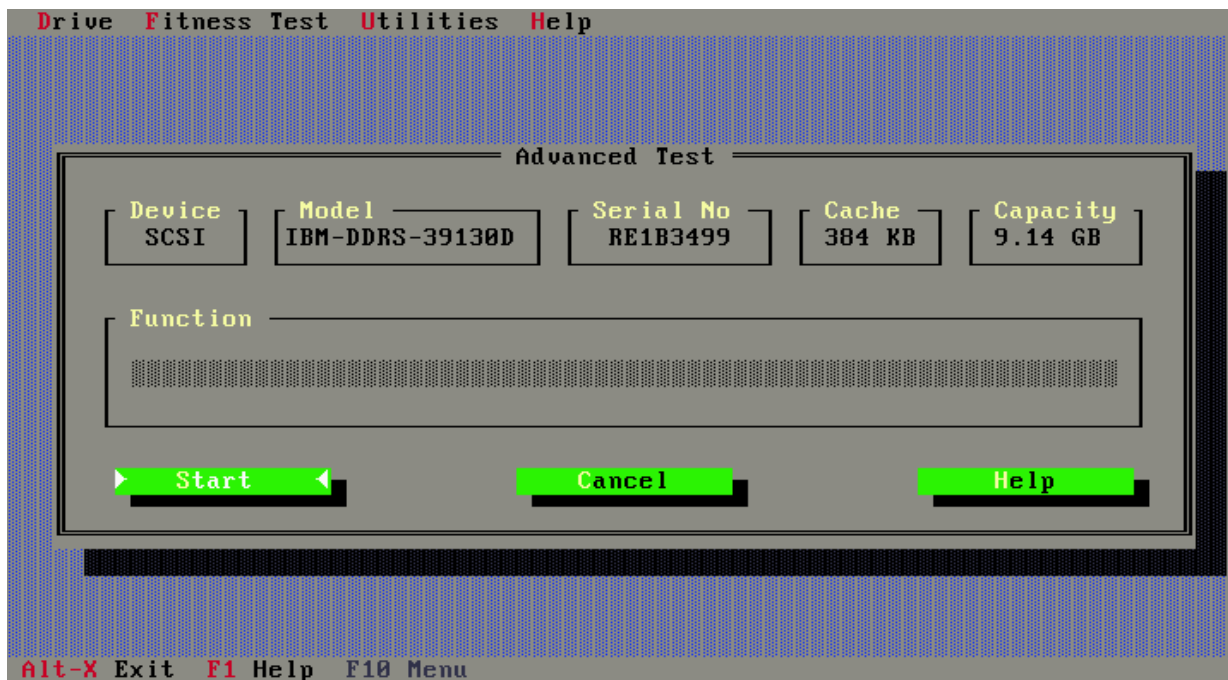 Drive Fitness Test Utilities Help
Advanced Test
Device Model Serial No Cache Capacity
SCSI IBM-DDRS-39130D RE1B3499 384 KB 9.14 GB
Function
Start Cancel Help
Alt-X Exit F1 Help F10 Menu